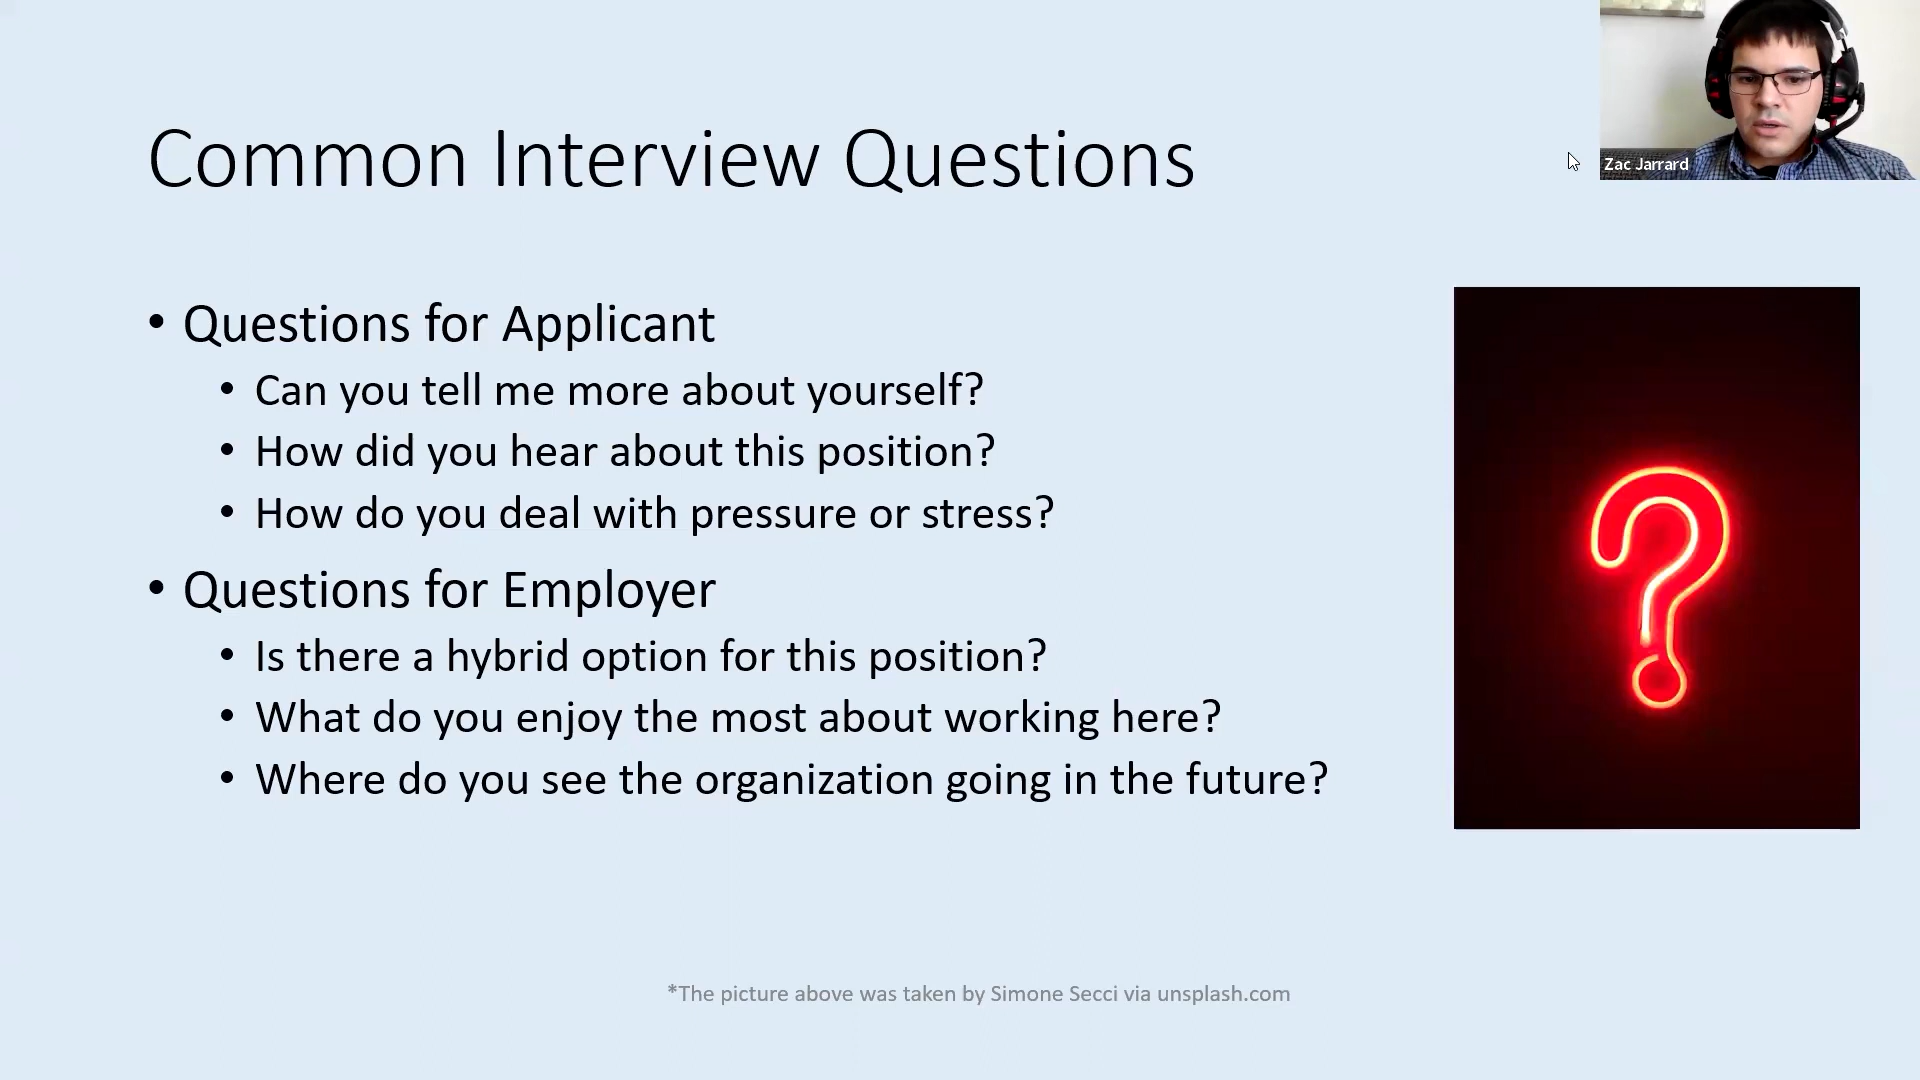 Zac Jarrard
Common Interview Questions
• Questions for Applicant
• Can you tell me more about yourself?
• How did you hear about this position?
• How do you deal with pressure or stress?
• Questions for Employer
• Is there a hybrid option for this position?
• What do you enjoy the most about working here?
• Where do you see the organization going in the future?
*The picture above was taken by Simone Secci via unsplash.com